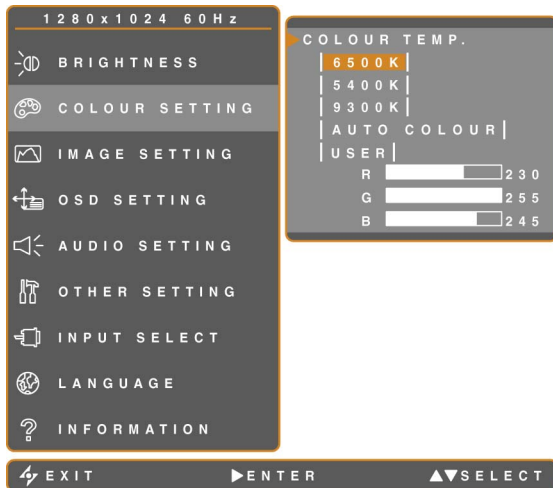 1280x1024 60Hz
BRIGHTNESS
COLOUR SETTING
IMAGE SETTING
OSD SETTING
AUDIO SETTING
OTHER SETTING
INPUT SELECT
LANGUAGE
INFORMATION
COLOUR TEMP.
6500K
5400K
9300K
AUTO COLOUR
USER
R 230
G 255
B 245
EXIT ENTER SELECT